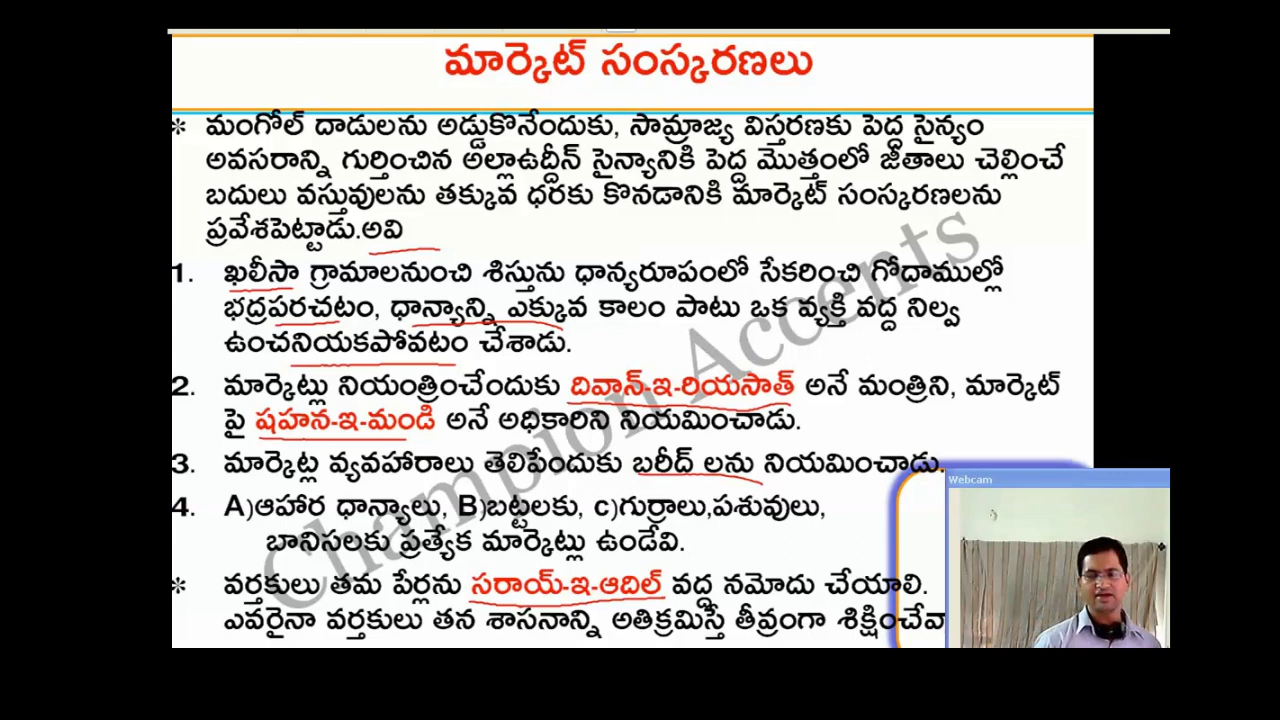 మార్కెట్ సంస్కరణలు
* మంగోల్ దాడులను అడ్డుకొనేందుకు, సామ్రాజ్య విస్తరణకు పెద్ద సైన్యం
అవసరాన్ని గుర్తించిన అల్లాఉద్దీన్ సైన్యానికి పెద్ద మొత్తంలో జీతాలు చెల్లించే
బదులు వస్తువులను తక్కువ ధరకు కొనడానికి మార్కెట్ సంస్కరణలను
ప్రవేశపెట్టాడు.అవి
1. ఖలీసా గ్రామాలనుంచి శిస్తును ధాన్యరూపంలో సేకరించి గోదాముల్లో
భద్రపరచటం, ధాన్యాన్ని ఎక్కువ కాలం పాటు ఒక వ్యక్తి వద్ద నిల్వ
ఉంచనియకపోవటం చేశాడు.
2. మార్కెట్లు నియంత్రించేందుకు దివాన్-ఇ-రియసాత్ అనే మంత్రిని, మార్కెట్
పై షహన-ఇ-మండి అనే అధికారిని నియమించాడు.
3. మార్కెట్ల వ్యవహారాలు తెలిపేందుకు బరీద్ లను నియమించాడు.
4. A)ఆహార ధాన్యాలు, B)బట్టలకు, c)గుర్రాలు,పశువులు,
బానిసలకు ప్రత్యేక మార్కెట్లు ఉండేవి.
* వర్తకులు తమ పేర్లను సరాయ్-ఇ-ఆదిల్ వద్ద నమోదు చేయాలి.
ఎవరైనా వర్తకులు తన శాసనాన్ని అతిక్రమిస్తే తీవ్రంగా శిక్షించేవా
Champion Accents
Webcam